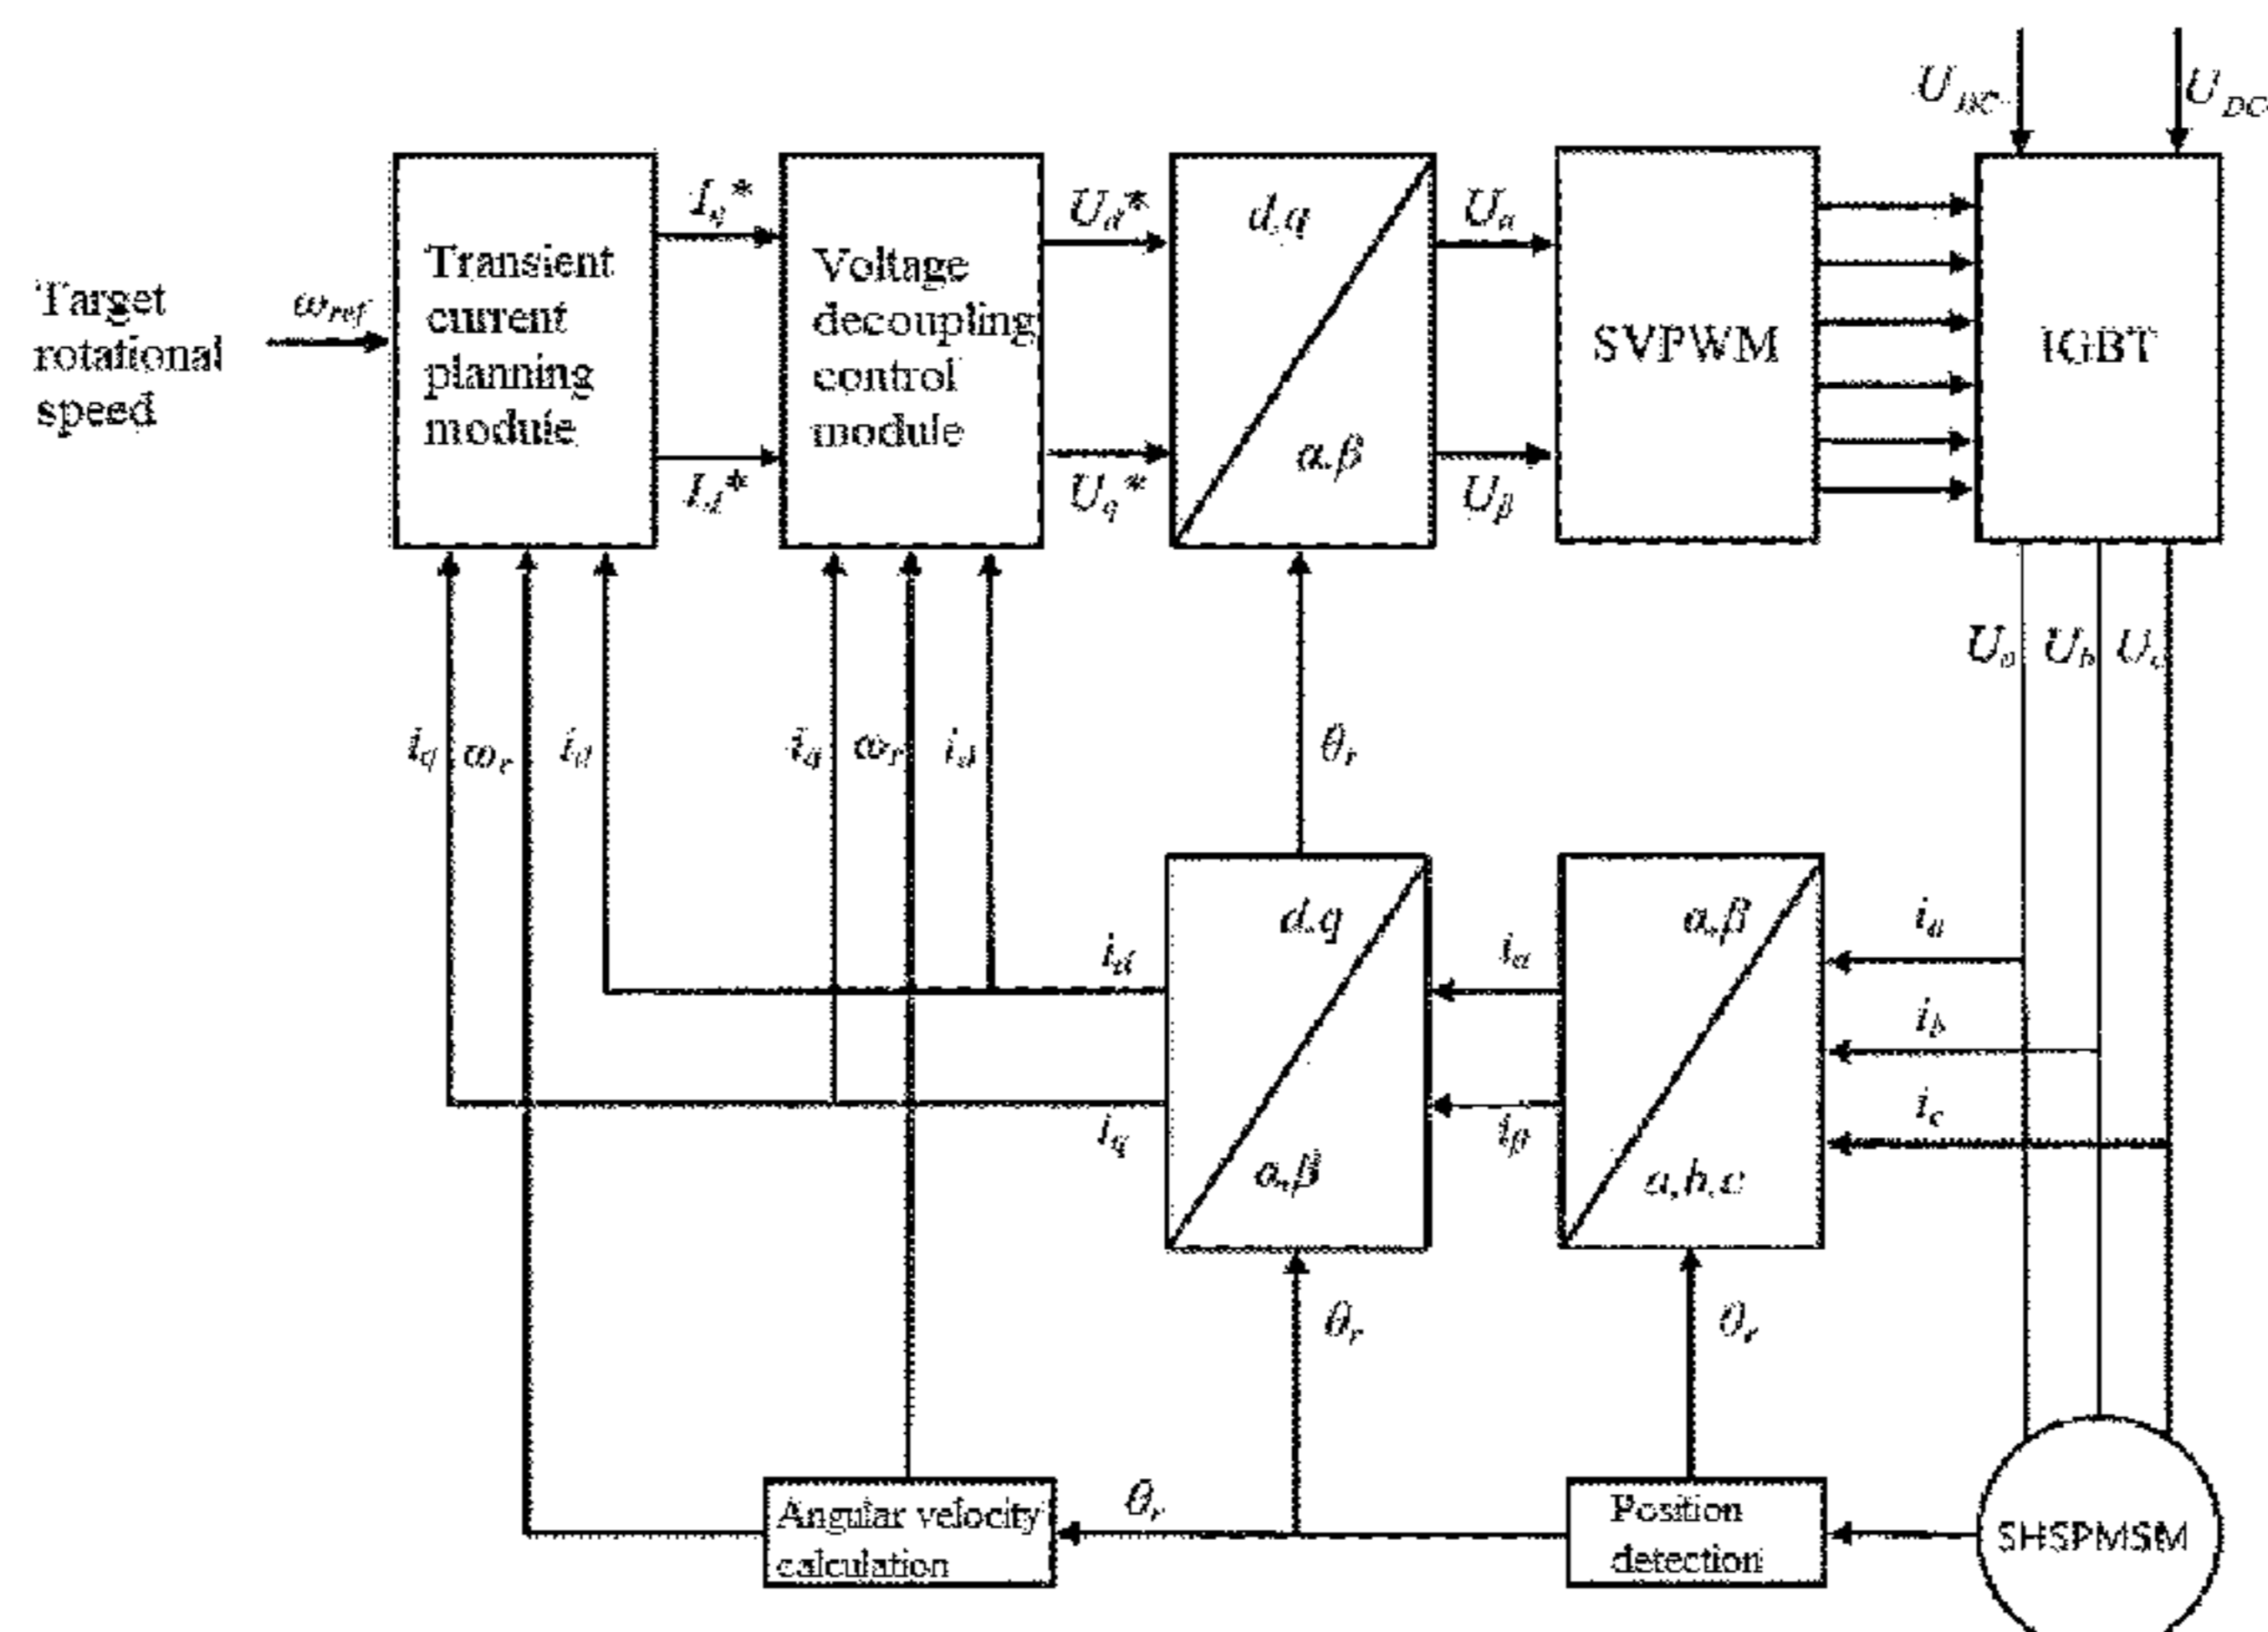 U_DC-
U_DC
I_q*
U_d*
d,q
U_α
Transient
current
planning
module
Voltage
decoupling
control
module
SVPWM
IGBT
Target
rotational
speed
ω_ref
α,β
I_d*
U_q*
U_β
U_a
U_b
U_c
i_q
ω_r
i_d
i_q
ω_r
i_d
θ_r
d,q
α,β
i_d
i_α
i_a
i_b
i_q
i_β
i_c
α,β
a,b,c
θ_r
θ_r
Angular velocity
calculation
θ_r
Position
detection
SHSPMSM